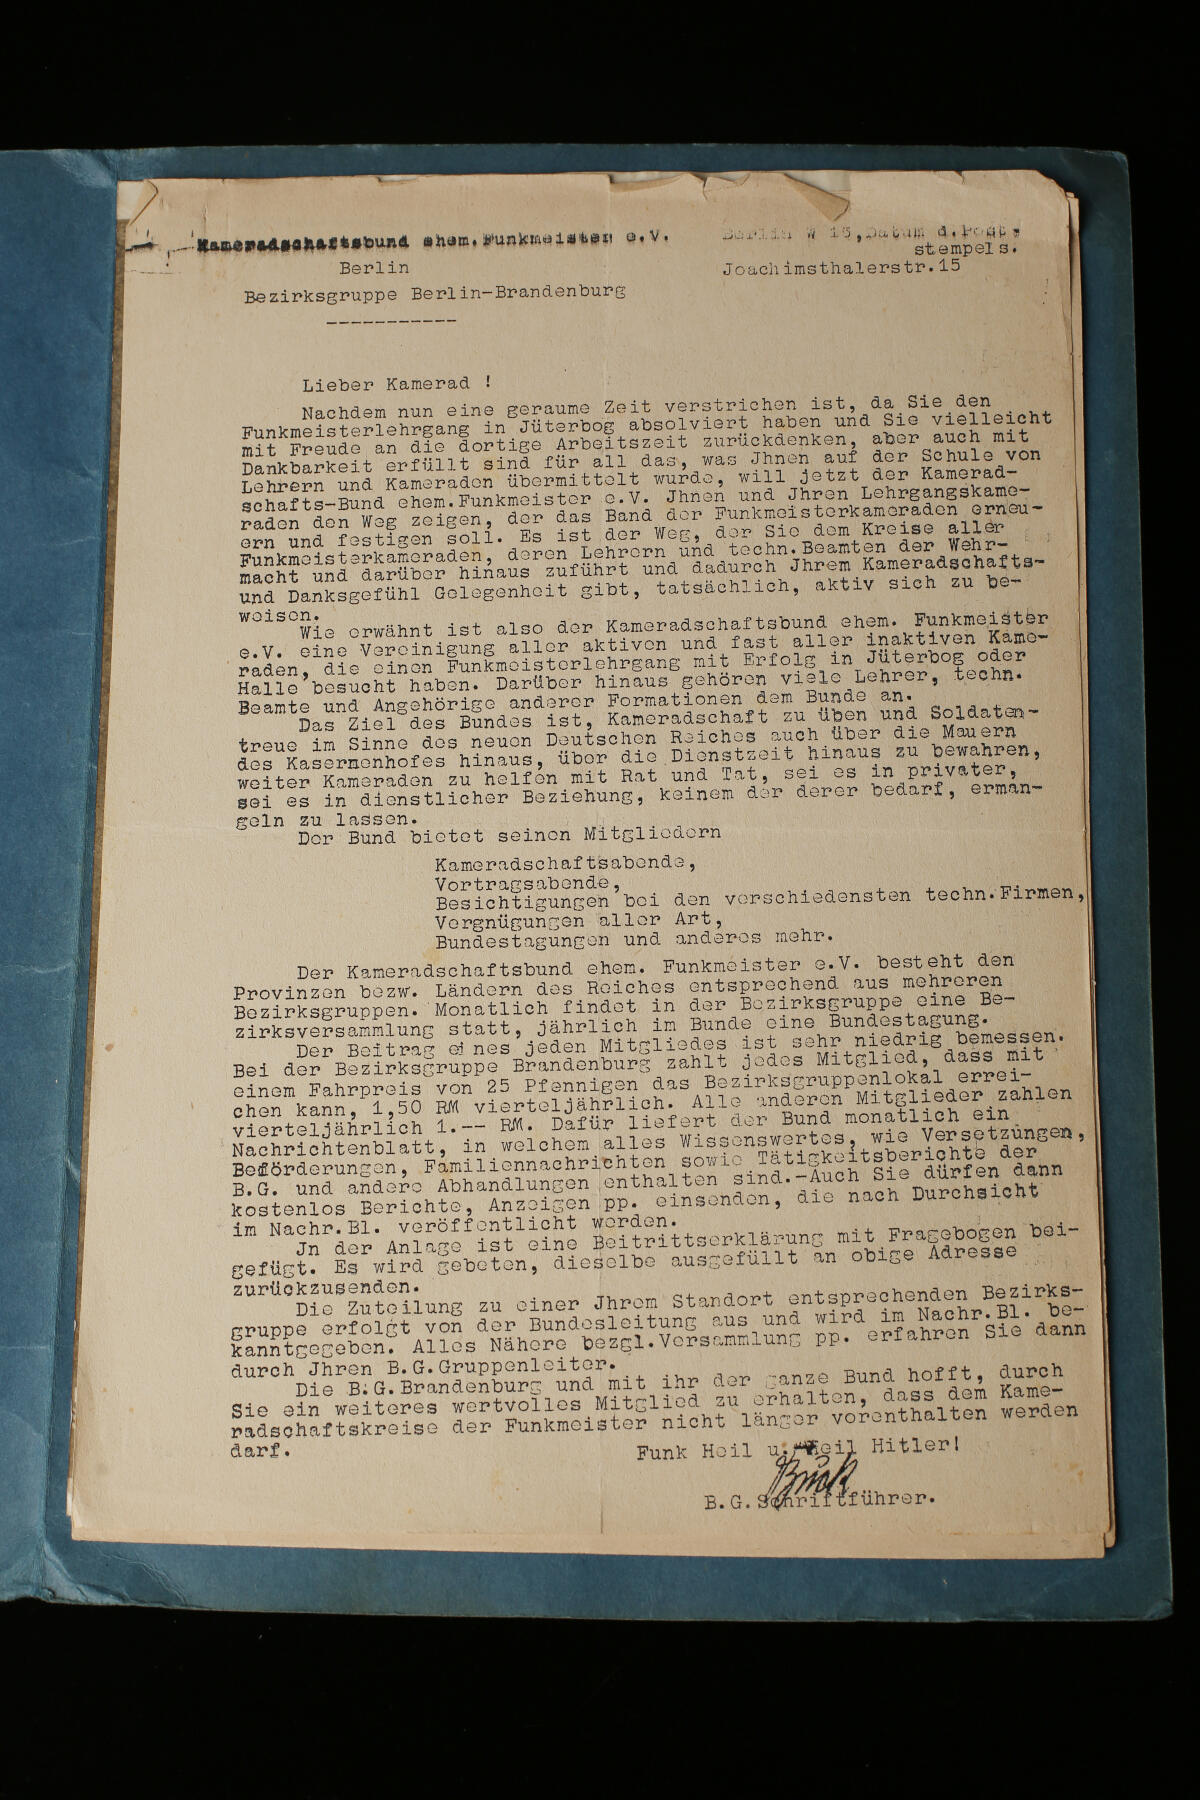 Kameradschaftsbund ehem.Funkmeister e.V.
Berlin
Bezirksgruppe Berlin-Brandenburg
-----------
Berlin W 15,Datum d.Post-
stempels.
Joachimsthalerstr.15
Lieber Kamerad !
Nachdem nun eine geraume Zeit verstrichen ist, da Sie den
Funkmeisterlehrgang in Jüterbog absolviert haben und Sie vielleicht
mit Freude an die dortige Arbeitszeit zurückdenken, aber auch mit
Dankbarkeit erfüllt sind für all das, was Jhnen auf der Schule von
Lehrern und Kameraden übermittelt wurde, will jetzt der Kamerad-
schafts-Bund ehem.Funkmeister e.V. Jhnen und Jhren Lehrgangskame-
raden den Weg zeigen, der das Band der Funkmeisterkameraden erneu-
ern und festigen soll. Es ist der Weg, der Sie dem Kreise aller
Funkmeisterkameraden, deren Lehrern und techn.Beamten der Wehr-
macht und darüber hinaus zuführt und dadurch Jhrem Kameradschafts-
und Danksgefühl Gelegenheit gibt, tatsächlich, aktiv sich zu be-
weisen.
Wie erwähnt ist also der Kameradschaftsbund ehem. Funkmeister
e.V. eine Vereinigung aller aktiven und fast aller inaktiven Kame-
raden, die einen Funkmeisterlehrgang mit Erfolg in Jüterbog oder
Halle besucht haben. Darüber hinaus gehören viele Lehrer, techn.
Beamte und Angehörige anderer Formationen dem Bunde an.
Das Ziel des Bundes ist, Kameradschaft zu üben und Soldaten-
treue im Sinne des neuen Deutschen Reiches auch über die Mauern
des Kasernenhofes hinaus, über die Dienstzeit hinaus zu bewahren,
weiter Kameraden zu helfen mit Rat und Tat, sei es in privater,
sei es in dienstlicher Beziehung, keinem der derer bedarf, erman-
geln zu lassen.
Der Bund bietet seinen Mitgliedern
Kameradschaftsabende,
Vortragsabende,
Besichtigungen bei den verschiedensten techn.Firmen,
Vergnügungen aller Art,
Bundestagungen und anderes mehr.
Der Kameradschaftsbund ehem. Funkmeister e.V. besteht den
Provinzen bezw. Ländern des Reiches entsprechend aus mehreren
Bezirksgruppen. Monatlich findet in der Bezirksgruppe eine Be-
zirksversammlung statt, jährlich im Bunde eine Bundestagung.
Der Beitrag eines jeden Mitgliedes ist sehr niedrig bemessen.
Bei der Bezirksgruppe Brandenburg zahlt jedes Mitglied, dass mit
einem Fahrpreis von 25 Pfennigen das Bezirksgruppenlokal errei-
chen kann, 1,50 RM vierteljährlich. Alle anderen Mitglieder zahlen
vierteljährlich 1.-- RM. Dafür liefert der Bund monatlich ein
Nachrichtenblatt, in welchem alles Wissenswertes, wie Versetzungen,
Beförderungen, Familiennachrichten sowie Tätigkeitsberichte der
B.G. und andere Abhandlungen enthalten sind.-Auch Sie dürfen dann
kostenlos Berichte, Anzeigen pp. einsenden, die nach Durchsicht
im Nachr.Bl. veröffentlicht werden.
Jn der Anlage ist eine Beitrittserklärung mit Fragebogen bei-
gefügt. Es wird gebeten, dieselbe ausgefüllt an obige Adresse
zurückzusenden.
Die Zuteilung zu einer Jhrem Standort entsprechenden Bezirks-
gruppe erfolgt von der Bundesleitung aus und wird im Nachr.Bl. be-
kanntgegeben. Alles Nähere bezgl.Versammlung pp. erfahren Sie dann
durch Jhren B.G.Gruppenleiter.
Die B.G.Brandenburg und mit ihr der ganze Bund hofft, durch
Sie ein weiteres wertvolles Mitglied zu erhalten, dass dem Kame-
radschaftskreise der Funkmeister nicht länger vorenthalten werden
darf.
Funk Heil u. Heil Hitler!
B.G.Schriftführer.